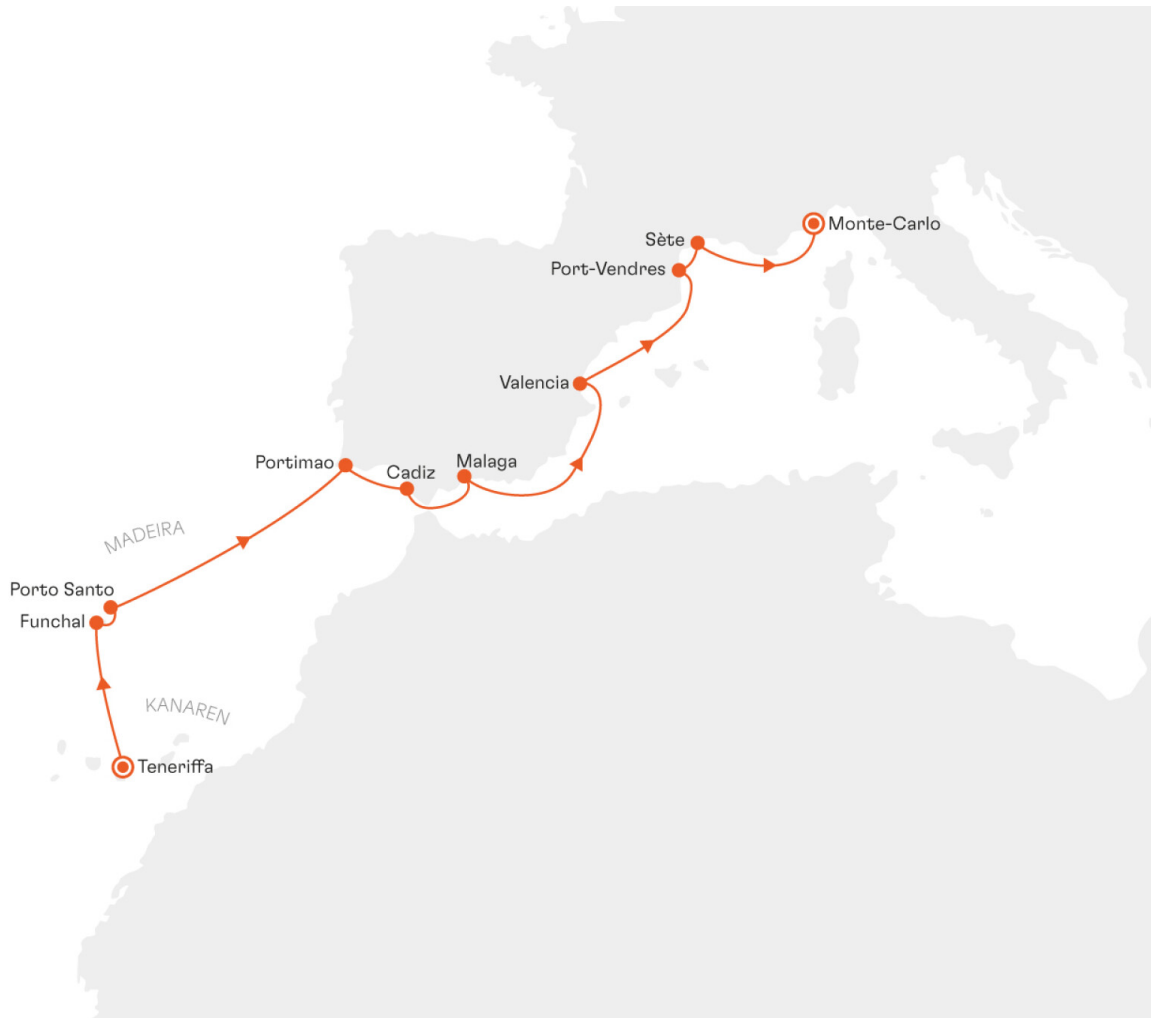 Monte-Carlo
Sète
Port-Vendres
Valencia
Malaga
Portimao
Cadiz
MADEIRA
Porto Santo
Funchal
KANAREN
Teneriffa